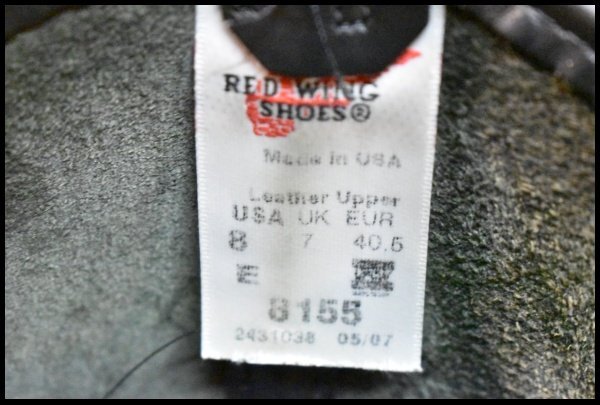 RED WING
SHOES®
Made in USA
Leather Upper
USA UK EUR
8 7 40.5
E
8155
2431038 05/07